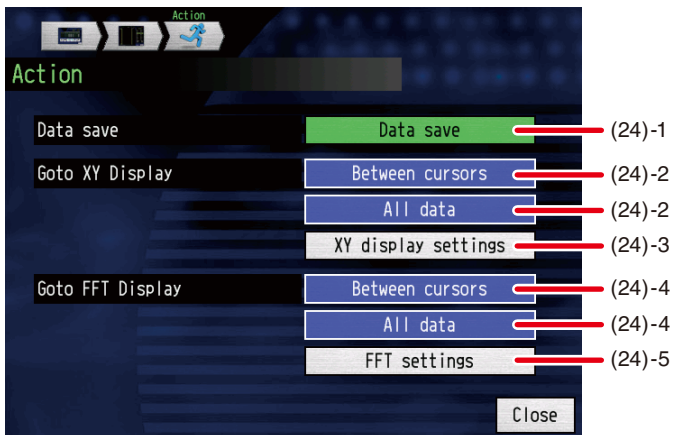 Action
Action
Data save Data save (24)-1
Goto XY Display Between cursors (24)-2
All data (24)-2
XY display settings (24)-3
Goto FFT Display Between cursors (24)-4
All data (24)-4
FFT settings (24)-5
Close